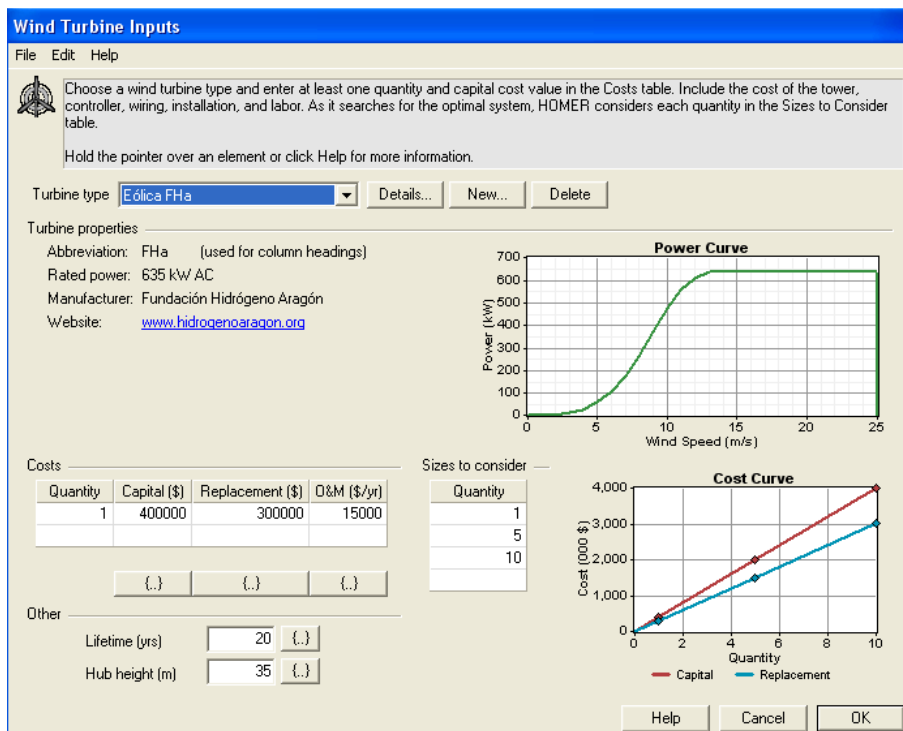 Wind Turbine Inputs
File Edit Help
Choose a wind turbine type and enter at least one quantity and capital cost value in the Costs table. Include the cost of the tower,
controller, wiring, installation, and labor. As it searches for the optimal system, HOMER considers each quantity in the Sizes to Consider
table.
Hold the pointer over an element or click Help for more information.
Turbine type Eólica FHa Details... New... Delete
Turbine properties
Abbreviation: FHa (used for column headings)
Rated power: 635 kW AC
Manufacturer: Fundación Hidrógeno Aragón
Website: www.hidrogenoaragon.org
Power Curve
Power (kW)
700
600
500
400
300
200
100
0
0 5 10 15 20 25
Wind Speed (m/s)
Costs
Quantity Capital ($) Replacement ($) O&M ($/yr)
1 400000 300000 15000
{..} {..} {..}
Sizes to consider
Quantity
1
5
10
Cost Curve
Cost (000 $)
4,000
3,000
2,000
1,000
0
0 2 4 6 8 10
Quantity
Capital Replacement
Other
Lifetime (yrs) 20 {..}
Hub height (m) 35 {..}
Help Cancel OK